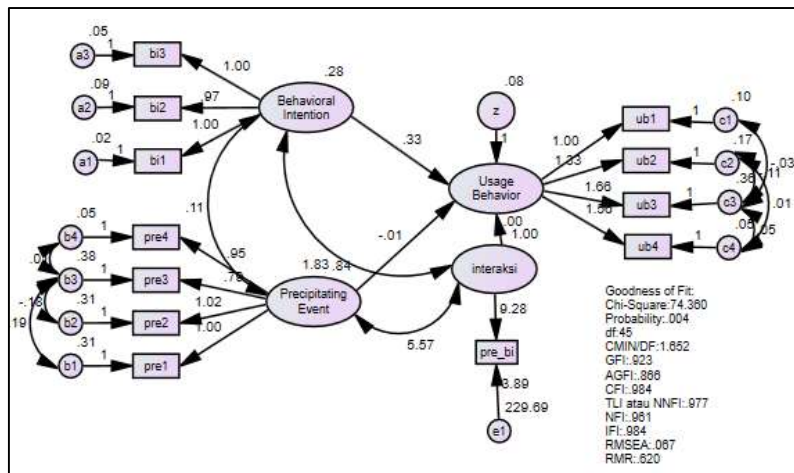 .05
a3
1
bi3
1.00
.09
a2
1
bi2
.97
.02
a1
1
bi1
1.00
.28
Behavioral
Intention
.33
.08
z
1
Usage
Behavior
1.00
ub1
1
.10
c1
ub2
1
.17
c2
1.66
ub3
1
.36
c3
ub4
1
.05
c4
-.03
.01
.05
.11
-.01
.00
1.00
.05
b4
1
pre4
.95
.38
b3
1
pre3
.31
b2
1
pre2
1.02
.31
b1
1
pre1
1.00
.19
1.83
.84
Precipitating
Event
interaksi
5.57
9.28
pre_bi
3.89
229.69
e1
Goodness of Fit:
Chi-Square:74.360
Probability:.004
df:45
CMIN/DF:1.652
GFI:.923
AGFI:.866
CFI:.984
TLI atau NNFI:.977
NFI:.961
IFI:.984
RMSEA:.067
RMR:.620